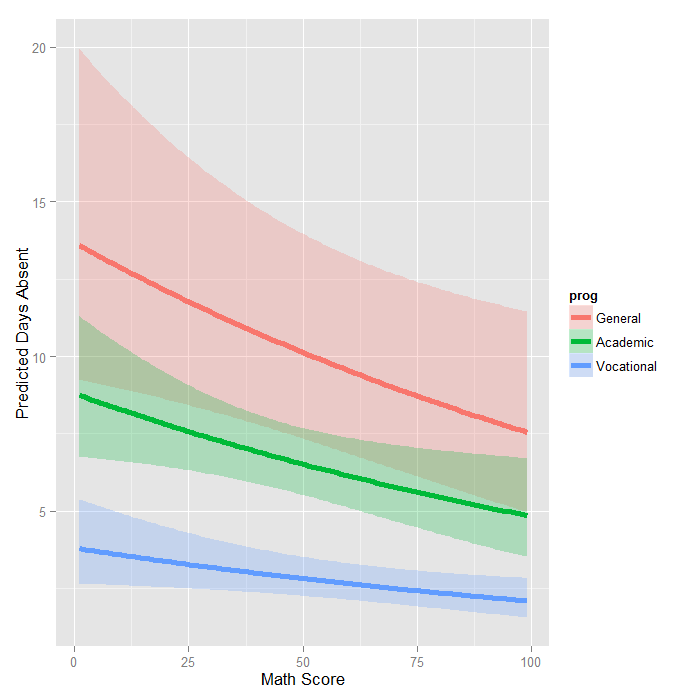 20
15
10
5
Predicted Days Absent
0 25 50 75 100
Math Score
prog
General
Academic
Vocational